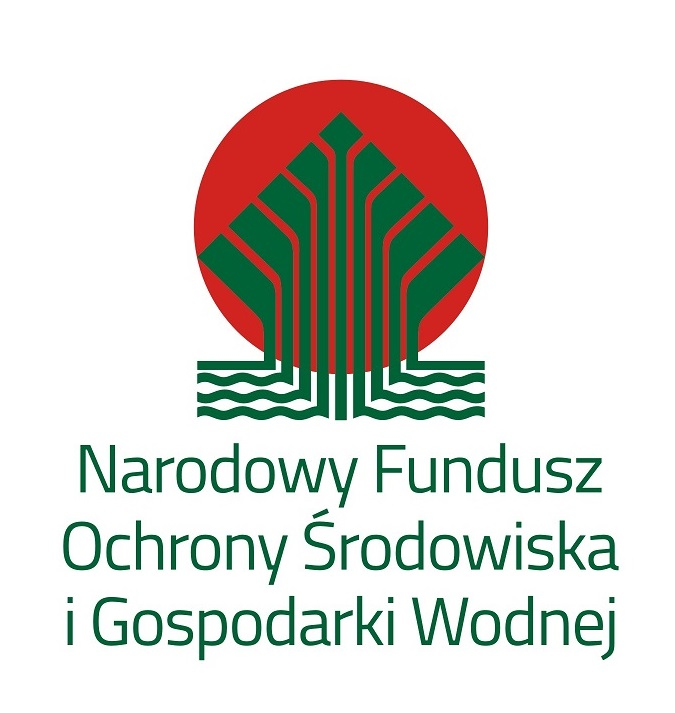 Narodowy Fundusz
Ochrony Środowiska
i Gospodarki Wodnej